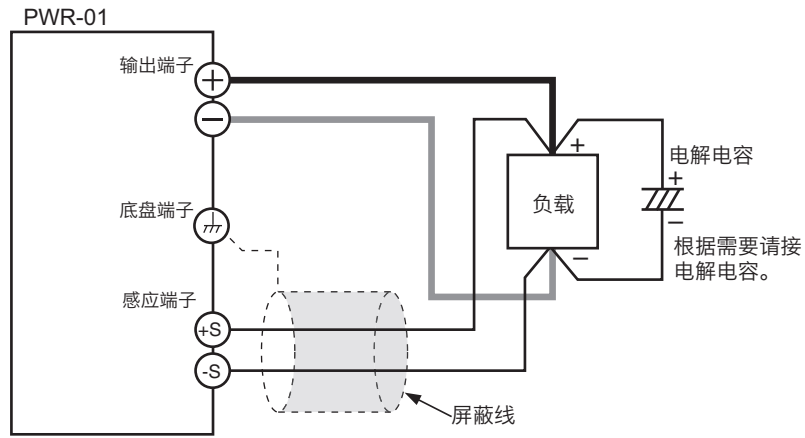 PWR-01
输出端子
+
−
底盘端子
感应端子
+S
-S
负载
+
−
电解电容
+
−
根据需要请接
电解电容。
屏蔽线